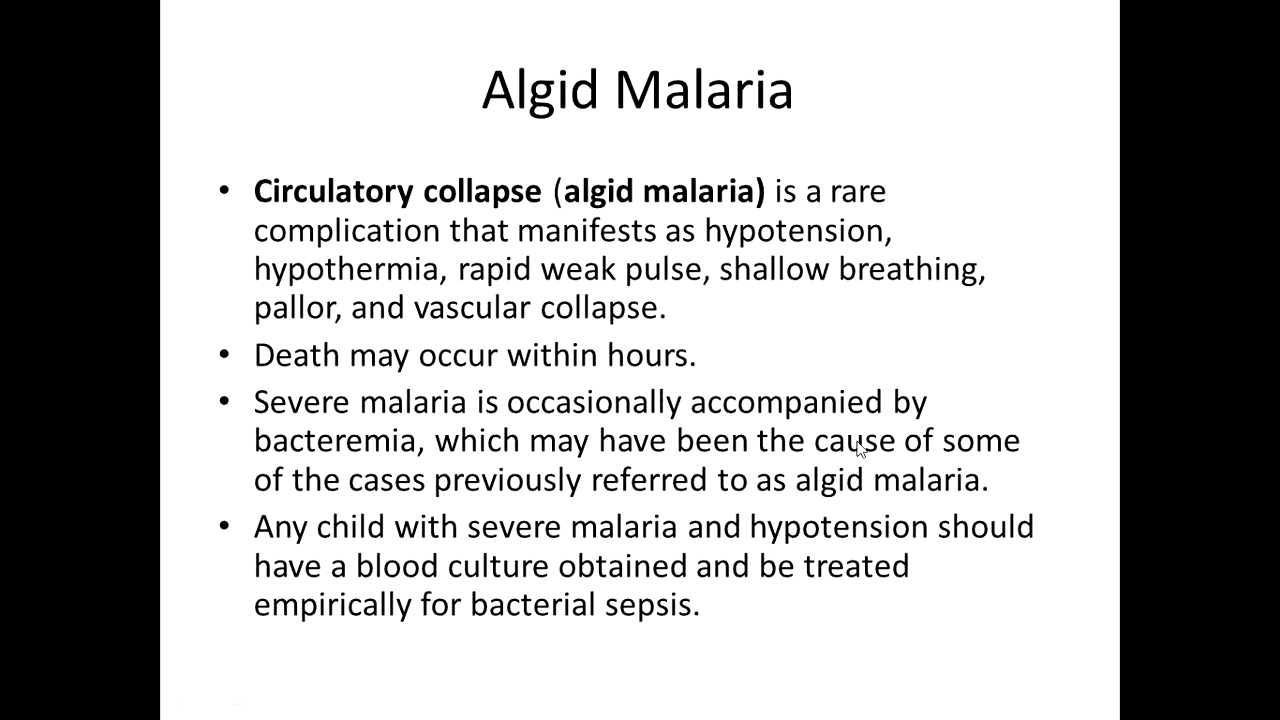 Algid Malaria
• Circulatory collapse (algid malaria) is a rare
complication that manifests as hypotension,
hypothermia, rapid weak pulse, shallow breathing,
pallor, and vascular collapse.
• Death may occur within hours.
• Severe malaria is occasionally accompanied by
bacteremia, which may have been the cause of some
of the cases previously referred to as algid malaria.
• Any child with severe malaria and hypotension should
have a blood culture obtained and be treated
empirically for bacterial sepsis.